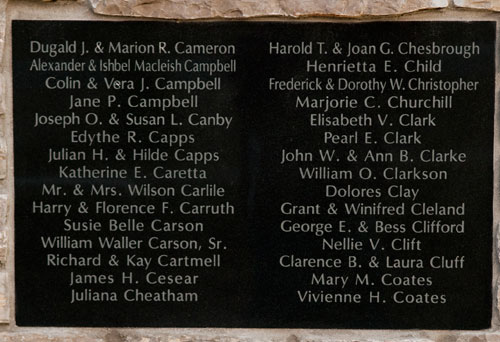 Dugald J. & Marion R. Cameron
Alexander & Ishbel Macleish Campbell
Colin & Vera J. Campbell
Jane P. Campbell
Joseph O. & Susan L. Canby
Edythe R. Capps
Julian H. & Hilde Capps
Katherine E. Caretta
Mr. & Mrs. Wilson Carlile
Harry & Florence F. Carruth
Susie Belle Carson
William Waller Carson, Sr.
Richard & Kay Cartmell
James H. Cesear
Juliana Cheatham
Harold T. & Joan G. Chesbrough
Henrietta E. Child
Frederick & Dorothy W. Christopher
Marjorie C. Churchill
Elisabeth V. Clark
Pearl E. Clark
John W. & Ann B. Clarke
William O. Clarkson
Dolores Clay
Grant & Winifred Cleland
George E. & Bess Clifford
Nellie V. Clift
Clarence B. & Laura Cluff
Mary M. Coates
Vivienne H. Coates